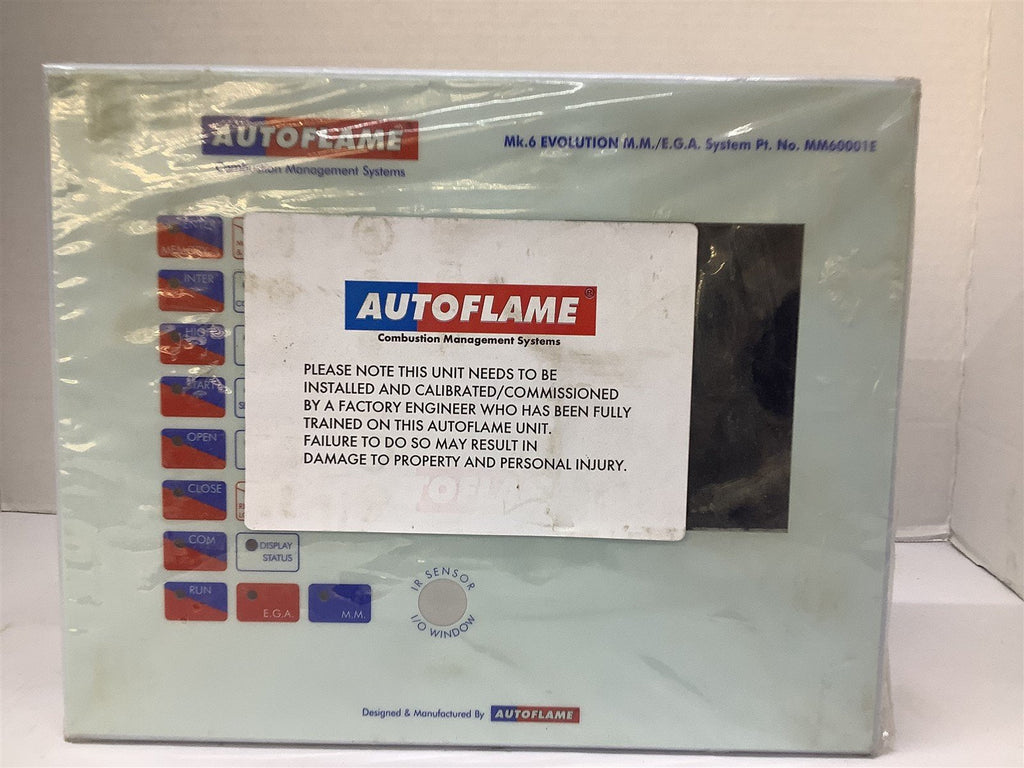 AUTOFLAME
Combustion Management Systems
Mk.6 EVOLUTION M.M./E.G.A. System Pt. No. MM60001E
INTER
HIGH
START
OPEN
CLOSE
COM
DISPLAY
STATUS
RUN
E.G.A.
M.M.
AUTOFLAME®
Combustion Management Systems
PLEASE NOTE THIS UNIT NEEDS TO BE
INSTALLED AND CALIBRATED/COMMISSIONED
BY A FACTORY ENGINEER WHO HAS BEEN FULLY
TRAINED ON THIS AUTOFLAME UNIT.
FAILURE TO DO SO MAY RESULT IN
DAMAGE TO PROPERTY AND PERSONAL INJURY.
IR SENSOR
I/O WINDOW
Designed & Manufactured By AUTOFLAME